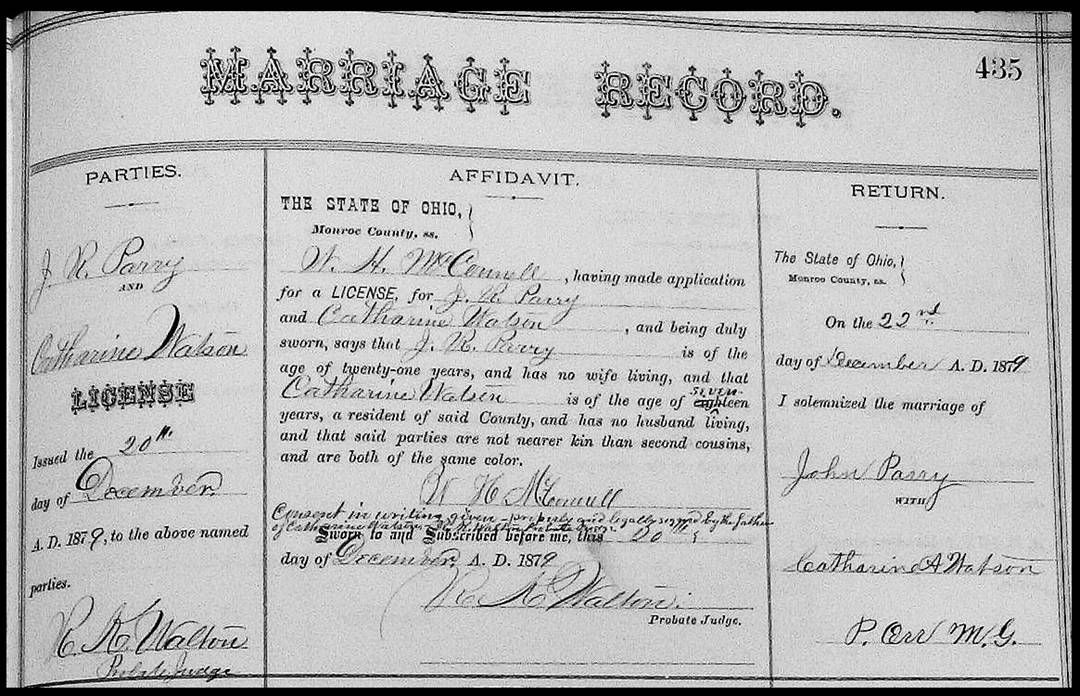 MARRIAGE RECORD.
435
PARTIES.
J. R. Parry
AND
Catharine Watson
LICENSE
Issued the 20th
day of December
A. D. 1879, to the above named
parties.
Walton
Probate Judge
AFFIDAVIT.
THE STATE OF OHIO, }
Monroe County, ss.
W. H. McConnell, having made application
for a LICENSE, for J. R. Parry
and Catharine Watson, and being duly
sworn, says that J. R. Parry is of the
age of twenty-one years, and has no wife living, and that
seven
Catharine Watson is of the age of eighteen
years, a resident of said County, and has no husband living,
and that said parties are not nearer kin than second cousins,
and are both of the same color.
W H McConnell
Consent in writing given properly and legally signed by the father
of Catharine Watson Walton Probate Judge
Sworn to and Subscribed before me, this 20th
day of December, A. D. 1879
Walton.
Probate Judge.
RETURN.
The State of Ohio, }
Monroe County, ss.
On the 22nd
day of December A. D. 1879
I solemnized the marriage of
John Parry
WITH
Catharine A Watson
P. Orr M. G.